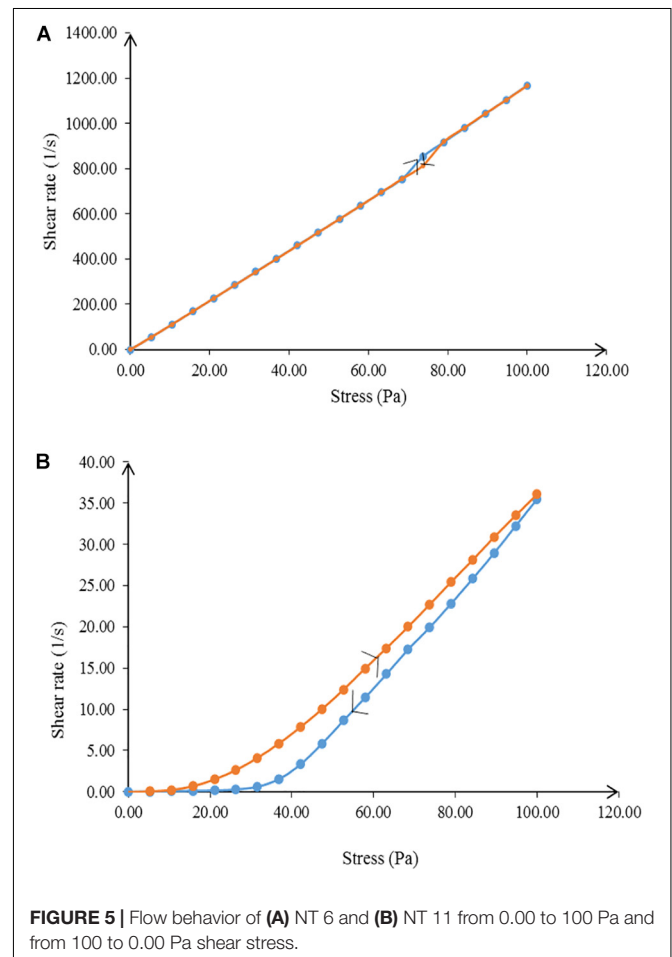 A
1400.00
1200.00
1000.00
800.00
600.00
400.00
200.00
0.00
Shear rate (1/s)
0.00 20.00 40.00 60.00 80.00 100.00 120.00
Stress (Pa)
B
40.00
35.00
30.00
25.00
20.00
15.00
10.00
5.00
0.00
Shear rate (1/s)
0.00 20.00 40.00 60.00 80.00 100.00 120.00
Stress (Pa)
FIGURE 5 | Flow behavior of (A) NT 6 and (B) NT 11 from 0.00 to 100 Pa and
from 100 to 0.00 Pa shear stress.